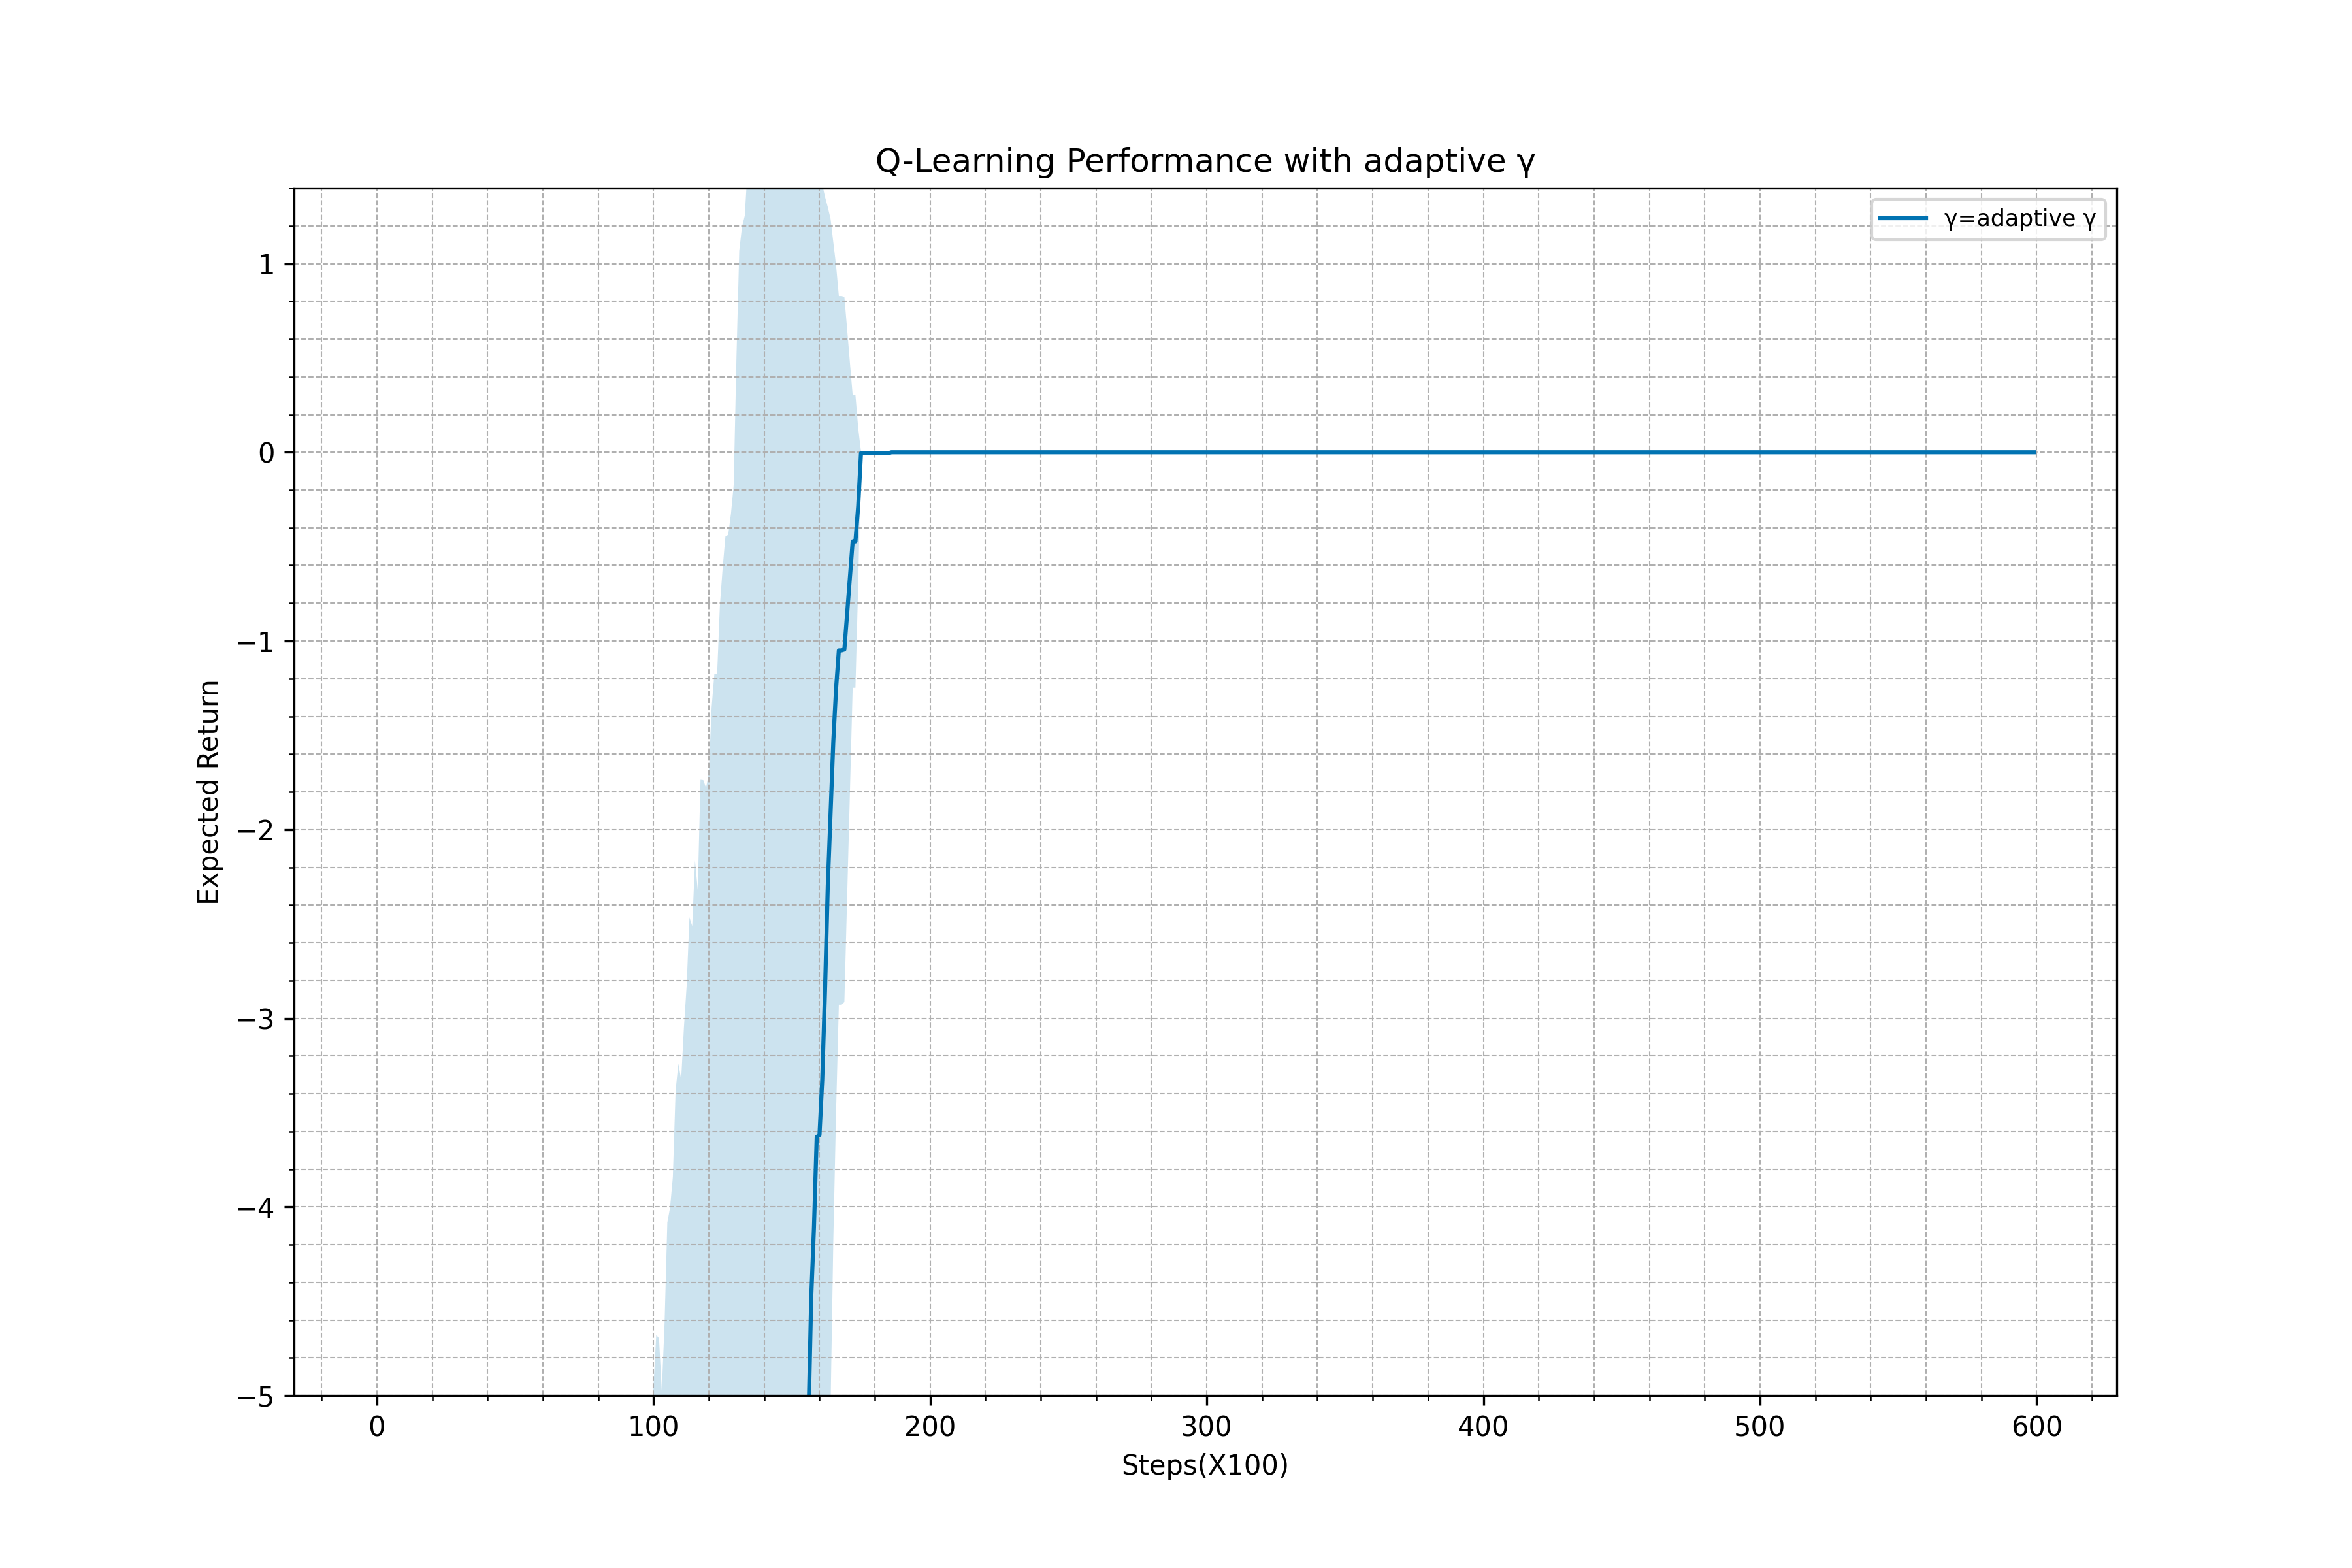 Q-Learning Performance with adaptive γ
γ=adaptive γ
1
0
−1
−2
−3
−4
−5
Expected Return
0 100 200 300 400 500 600
Steps(X100)